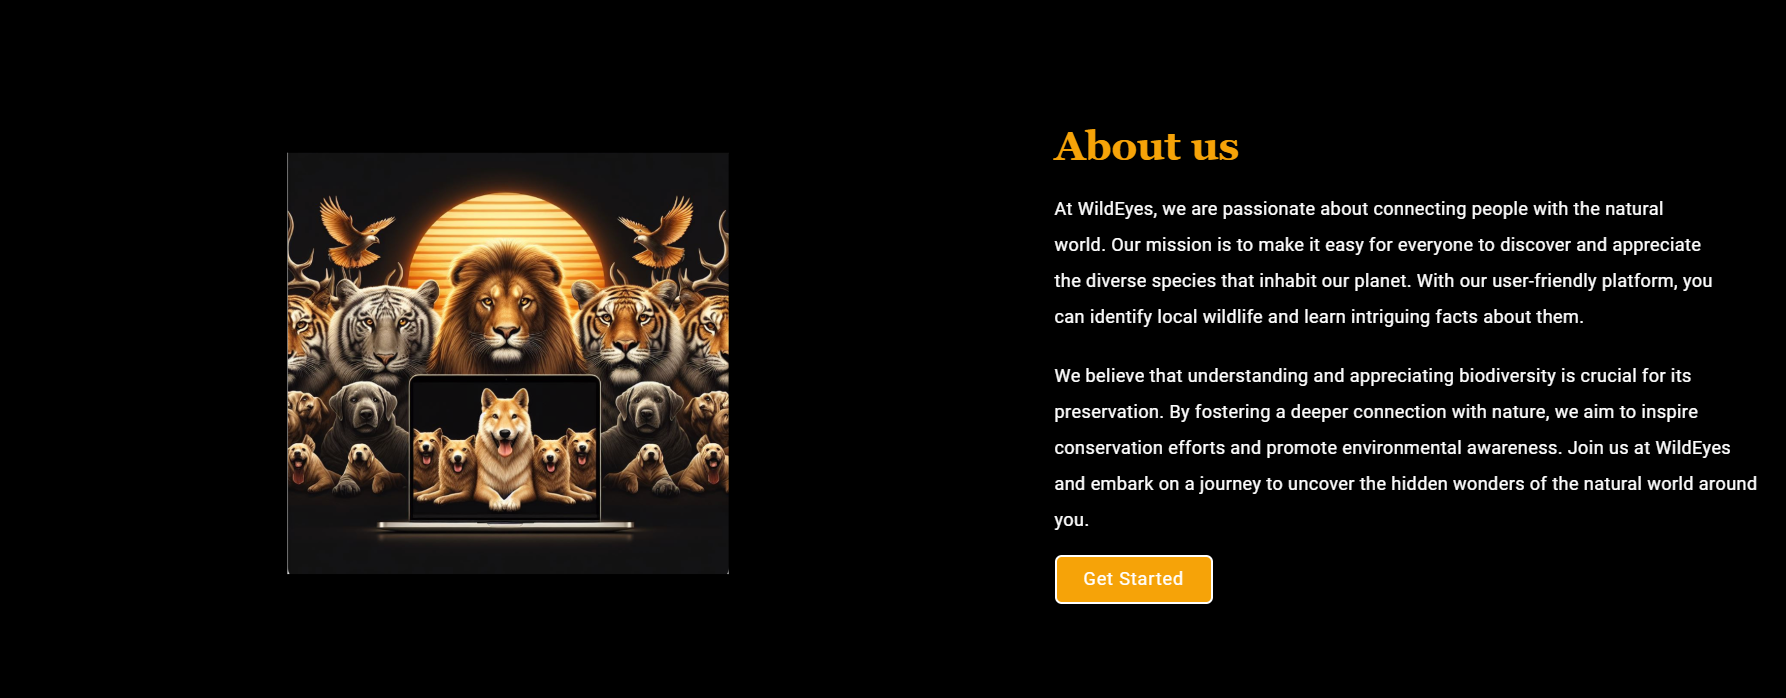 About us
At WildEyes, we are passionate about connecting people with the natural
world. Our mission is to make it easy for everyone to discover and appreciate
the diverse species that inhabit our planet. With our user-friendly platform, you
can identify local wildlife and learn intriguing facts about them.
We believe that understanding and appreciating biodiversity is crucial for its
preservation. By fostering a deeper connection with nature, we aim to inspire
conservation efforts and promote environmental awareness. Join us at WildEyes
and embark on a journey to uncover the hidden wonders of the natural world around
you.
Get Started